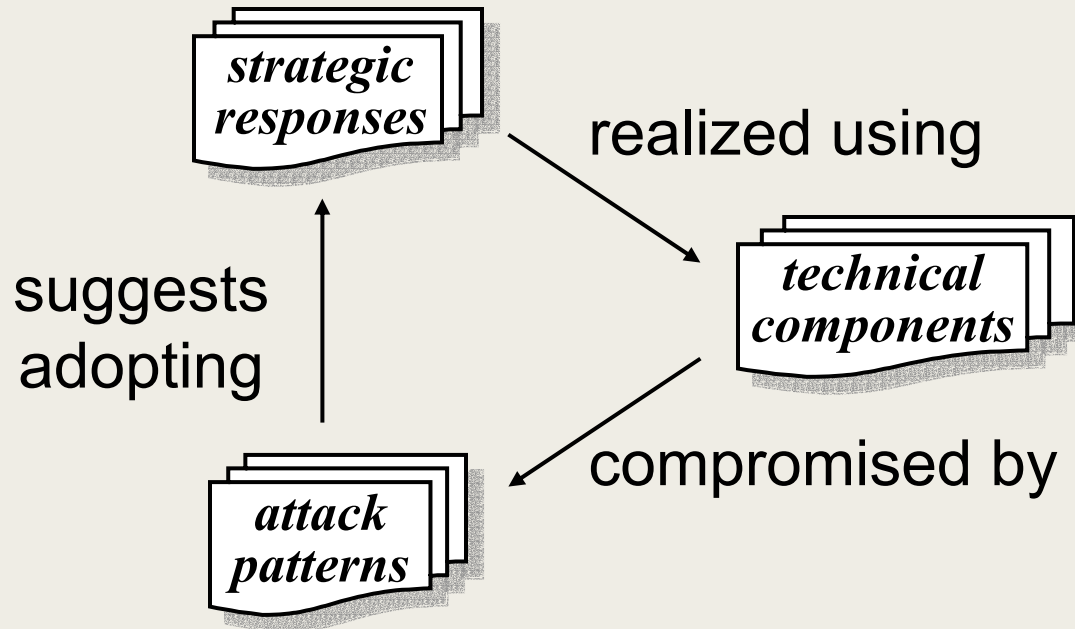 strategic
responses
realized using
technical
components
suggests
adopting
compromised by
attack
patterns